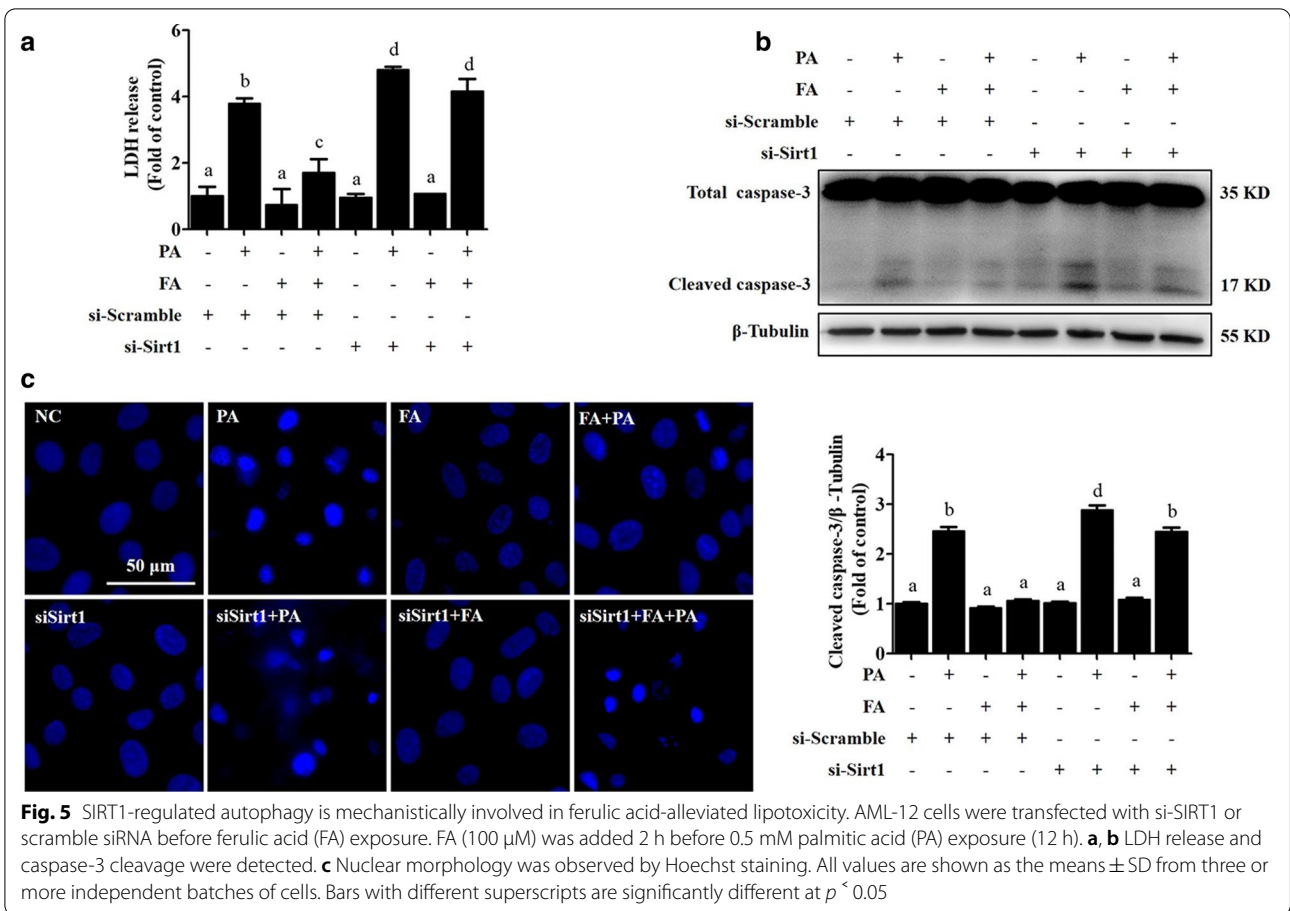 a
6
4
2
0
LDH release
(Fold of control)
a b a c a d a d
PA - + - + - + - +
FA - - + + - - + +
si-Scramble + + + + - - - -
si-Sirt1 - - - - + + + +
b
PA - + - + - + - +
FA - - + + - - + +
si-Scramble + + + + - - - -
si-Sirt1 - - - - + + + +
Total caspase-3 35 KD
Cleaved caspase-3 17 KD
β-Tubulin 55 KD
c
NC PA FA FA+PA
50 µm
siSirt1 siSirt1+PA siSirt1+FA siSirt1+FA+PA
4
3
2
1
0
Cleaved caspase-3/β -Tubulin
(Fold of control)
a b a a a d a b
PA - + - + - + - +
FA - - + + - - + +
si-Scramble + + + + - - - -
si-Sirt1 - - - - + + + +
Fig. 5 SIRT1-regulated autophagy is mechanistically involved in ferulic acid-alleviated lipotoxicity. AML-12 cells were transfected with si-SIRT1 or
scramble siRNA before ferulic acid (FA) exposure. FA (100 µM) was added 2 h before 0.5 mM palmitic acid (PA) exposure (12 h). a, b LDH release and
caspase-3 cleavage were detected. c Nuclear morphology was observed by Hoechst staining. All values are shown as the means ± SD from three or
more independent batches of cells. Bars with different superscripts are significantly different at p < 0.05